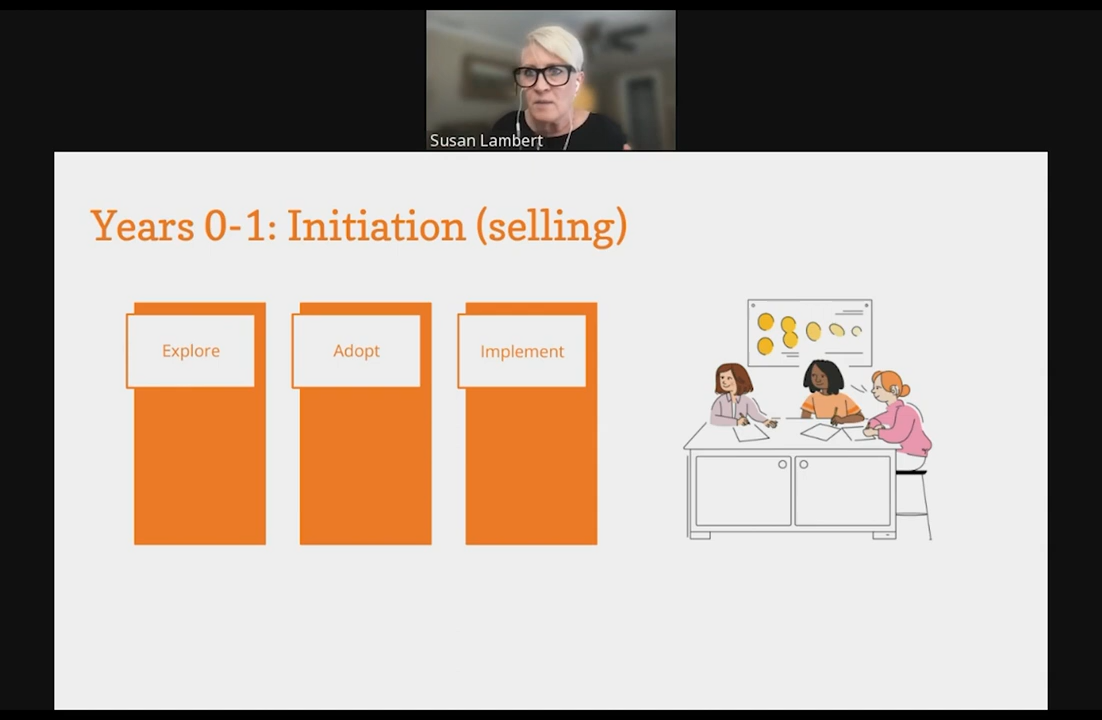 Susan Lambert
Years 0-1: Initiation (selling)
Explore
Adopt
Implement